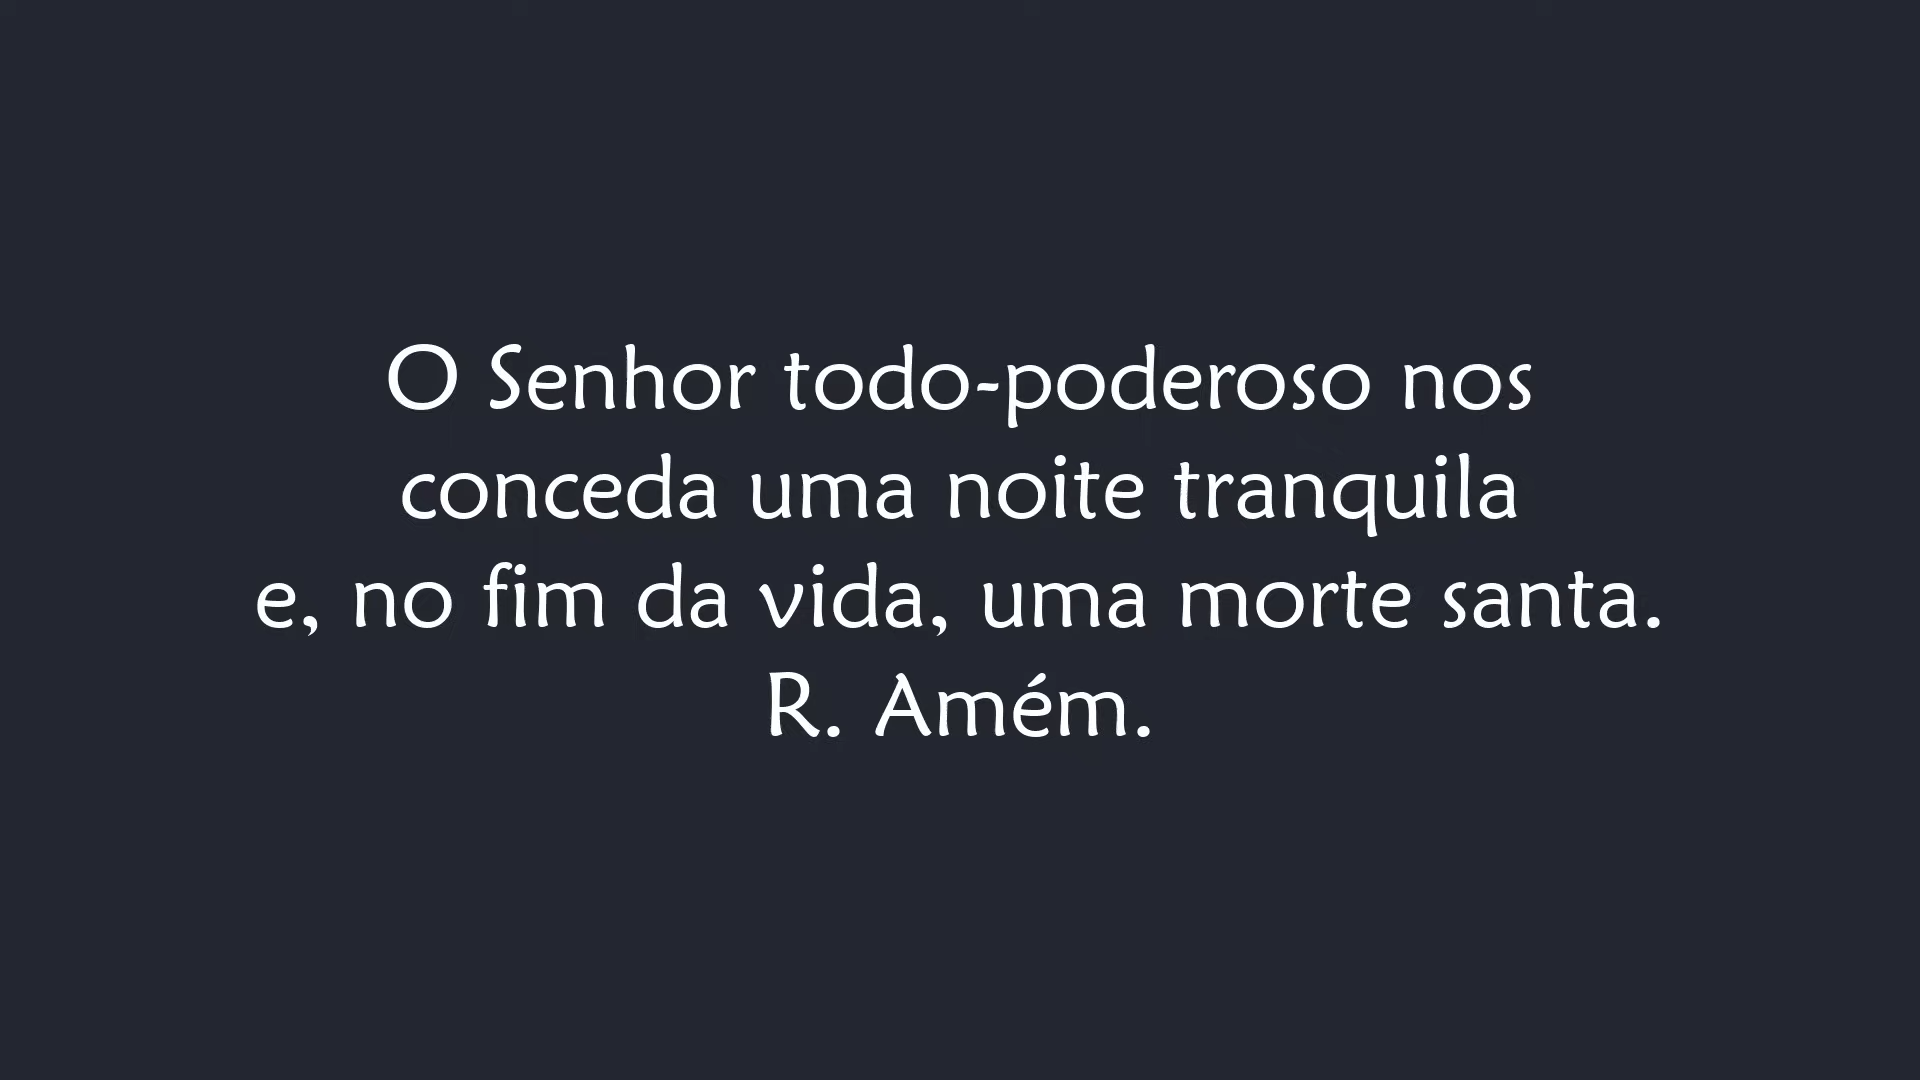 O Senhor todo-poderoso nos
conceda uma noite tranquila
e, no fim da vida, uma morte santa.
R. Amém.